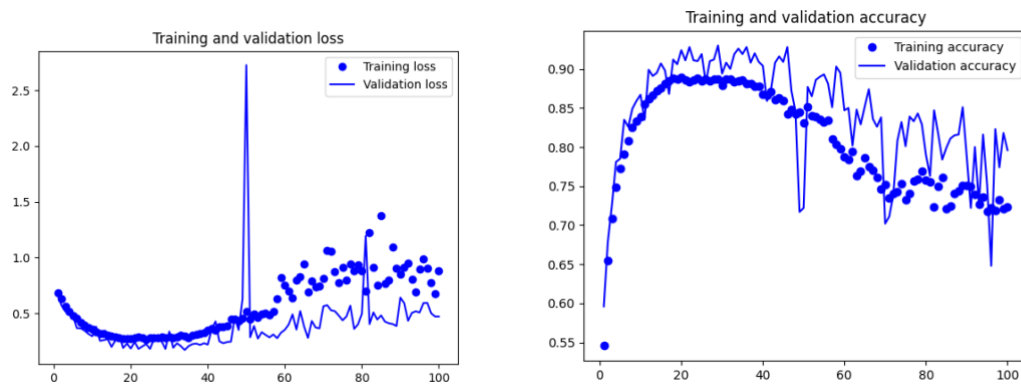 Training and validation loss
Training loss
Validation loss
2.5
2.0
1.5
1.0
0.5
0 20 40 60 80 100
Training and validation accuracy
Training accuracy
Validation accuracy
0.90
0.85
0.80
0.75
0.70
0.65
0.60
0.55
0 20 40 60 80 100